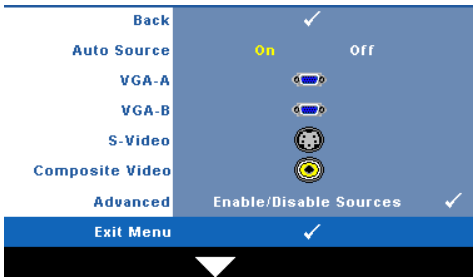 Back
Auto Source On Off
VGA-A
VGA-B
S-Video
Composite Video
Advanced Enable/Disable Sources
Exit Menu